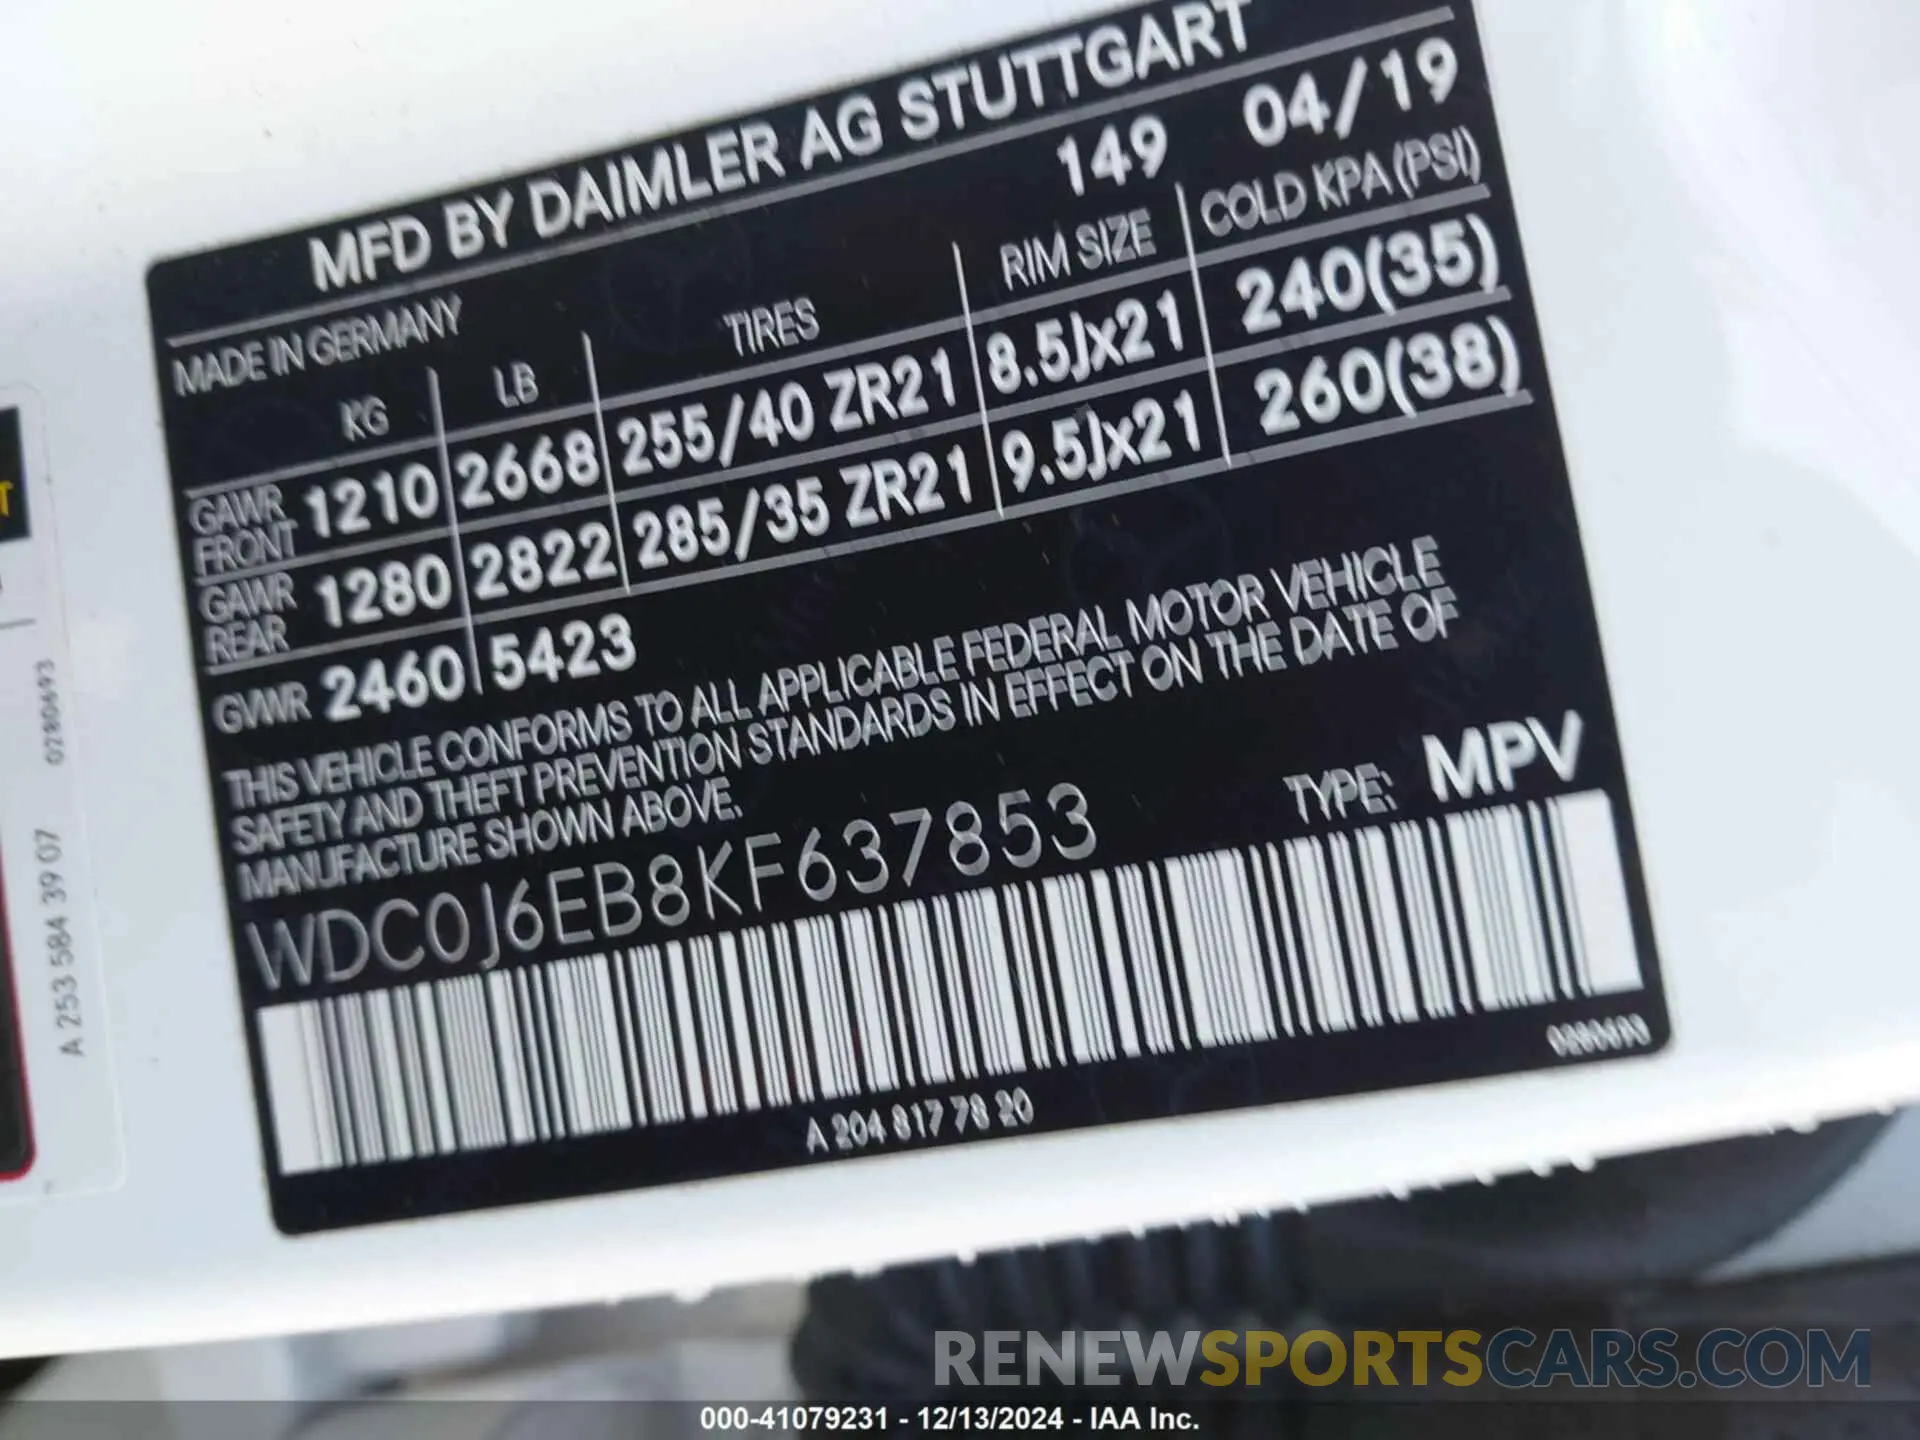 MFD BY DAIMLER AG STUTTGART
MADE IN GERMANY 149 04/19
KG LB TIRES RIM SIZE COLD KPA (PSI)
GAWR FRONT 1210 2668 255/40 ZR21 8.5Jx21 240(35)
GAWR REAR 1280 2822 285/35 ZR21 9.5Jx21 260(38)
GVWR 2460 5423
THIS VEHICLE CONFORMS TO ALL APPLICABLE FEDERAL MOTOR VEHICLE
SAFETY AND THEFT PREVENTION STANDARDS IN EFFECT ON THE DATE OF
MANUFACTURE SHOWN ABOVE.
WDC0J6EB8KF637853 TYPE: MPV
0280693
A 204 817 78 20
A 253 584 39 07 0280693
T
RENEWSPORTSCARS.COM
000-41079231 - 12/13/2024 - IAA Inc.